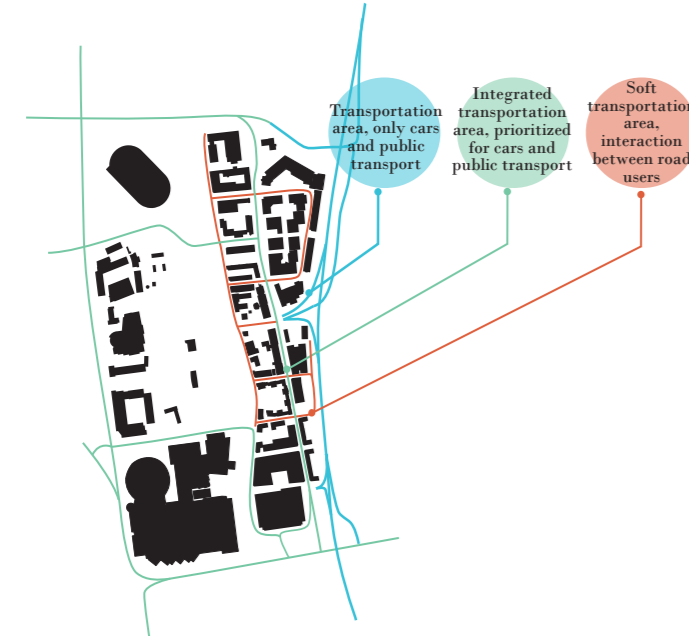 Transportation
area, only cars
and public
transport
Integrated
transportation
area, prioritized
for cars and
public transport
Soft
transportation
area,
interaction
between road
users